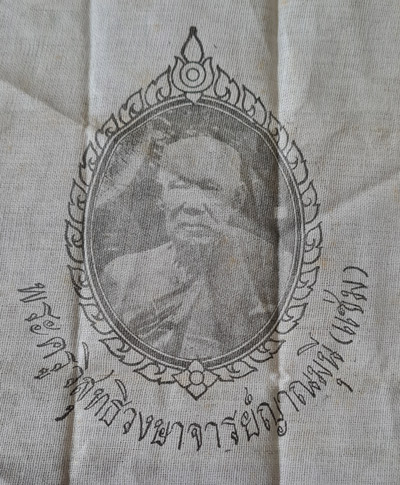 พระครูวิสุทธิวงษาจารย์ญาณมุนี (แช่ม)